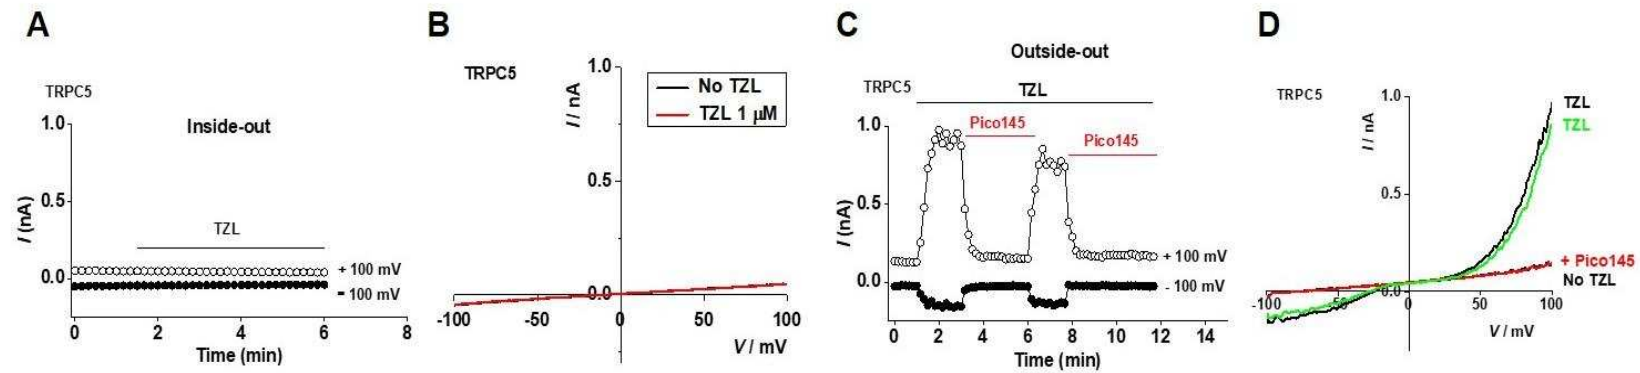 A
TRPC5
Inside-out
1.0
0.5
0.0
I (nA)
TZL
+ 100 mV
- 100 mV
0 2 4 6 8
Time (min)
B
TRPC5
No TZL
TZL 1 µM
1.0
0.5
0.0
I / nA
-100 -50 0 50 100
V / mV
C
Outside-out
TRPC5
TZL
Pico145
Pico145
1.0
0.5
0.0
I (nA)
+ 100 mV
- 100 mV
0 2 4 6 8 10 12 14
Time (min)
D
TRPC5
1.0
0.5
0.0
I / nA
TZL
TZL
+ Pico145
No TZL
-100 -50 0 50 100
V / mV